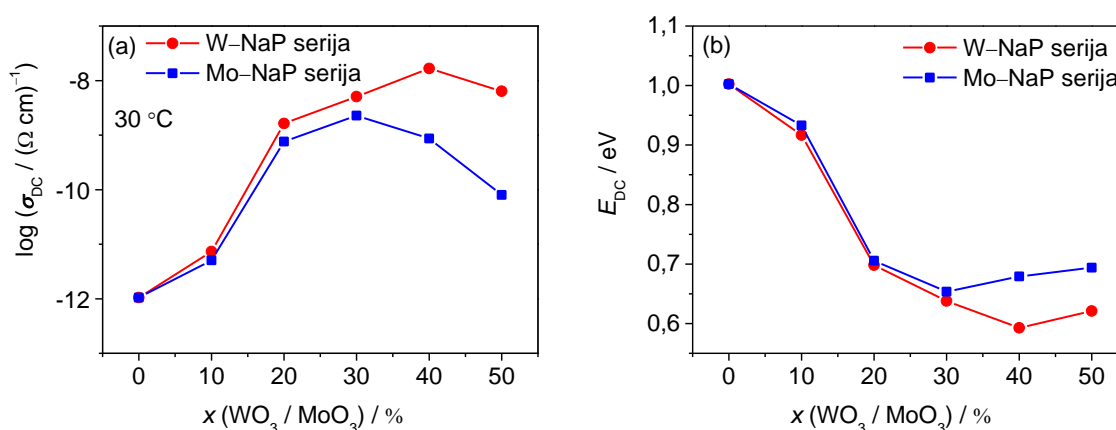 (a)
W–NaP serija
Mo–NaP serija
30 °C
-8
-10
-12
log (σDC / (Ω cm)⁻¹)
0 10 20 30 40 50
x (WO₃ / MoO₃) / %
(b)
W–NaP serija
Mo–NaP serija
1,1
1,0
0,9
0,8
0,7
0,6
EDC / eV
0 10 20 30 40 50
x (WO₃ / MoO₃) / %